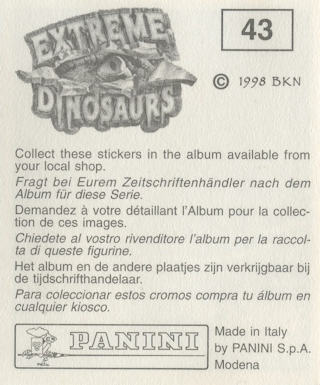 EXTREME
DINOSAURS
43
© 1998 BKN
Collect these stickers in the album available from
your local shop.
Fragt bei Eurem Zeitschriftenhändler nach dem
Album für diese Serie.
Demandez à votre détaillant l'Album pour la collec-
tion de ces images.
Chiedete al vostro rivenditore l'album per la raccol-
ta di queste figurine.
Het album en de andere plaatjes zijn verkrijgbaar bij
de tijdschrifthandelaar.
Para coleccionar estos cromos compra tu álbum en
cualquier kiosco.
PANINI
Made in Italy
by PANINI S.p.A.
Modena